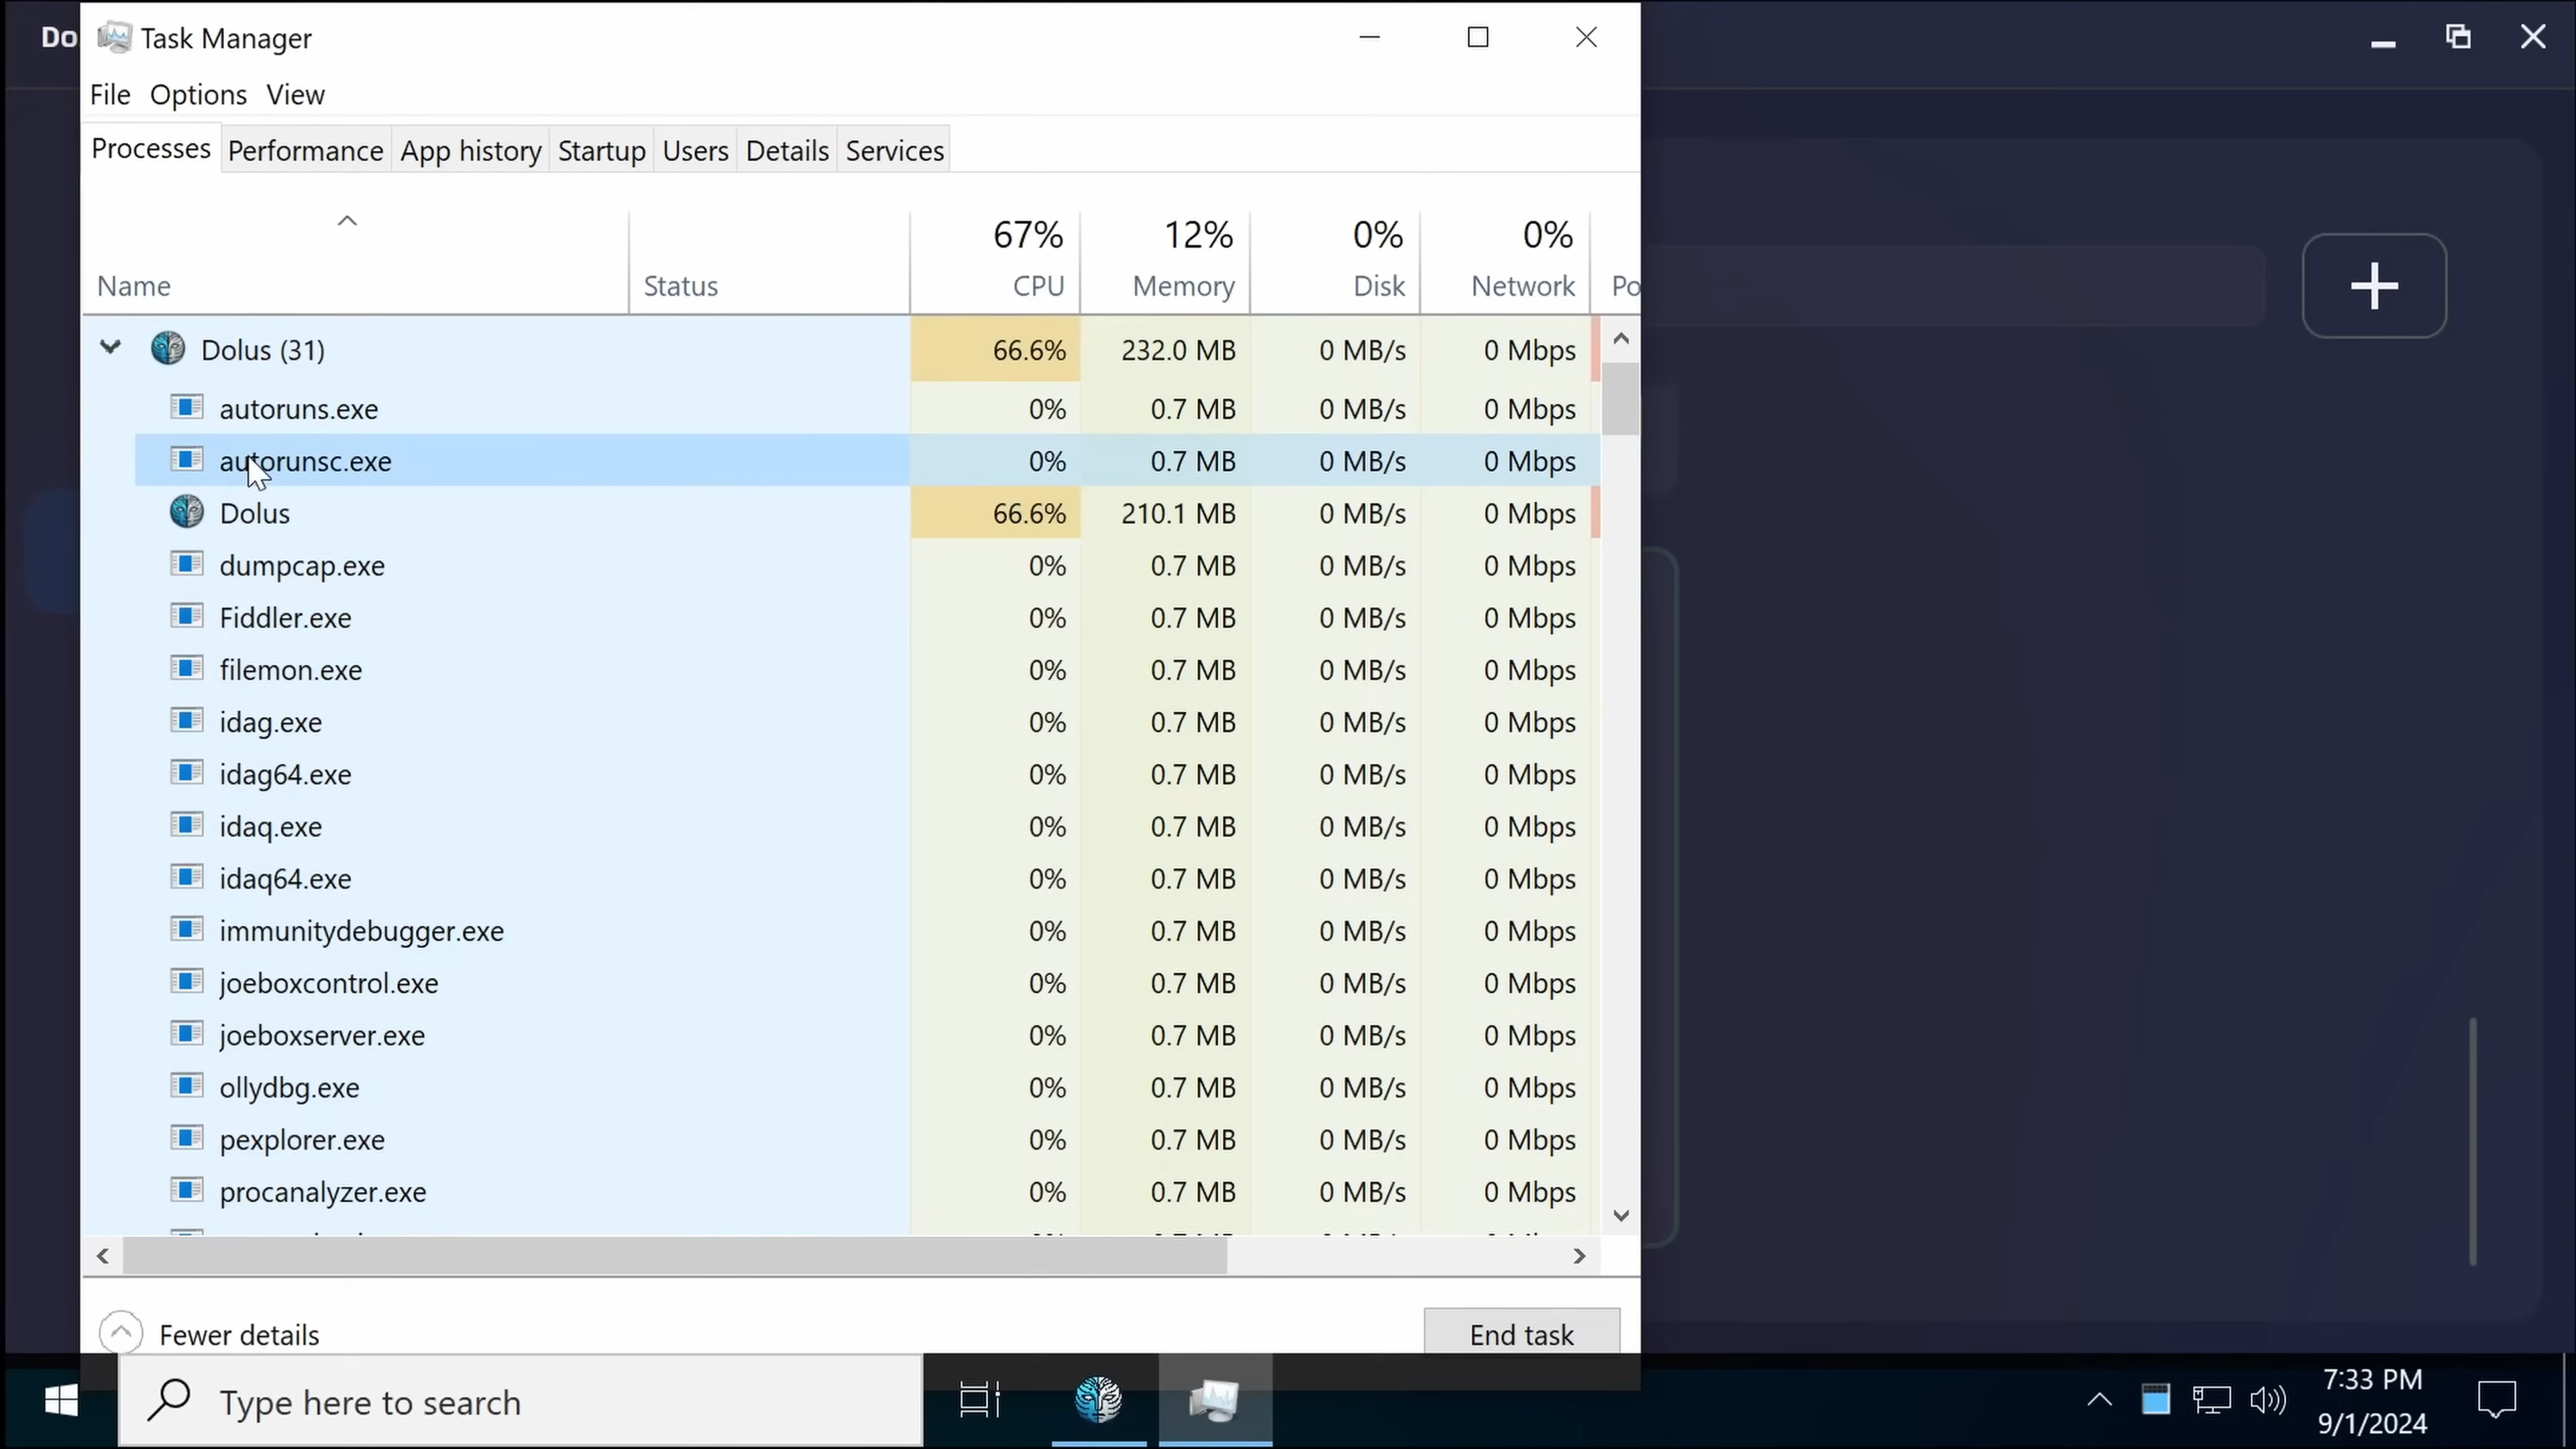 Do
Task Manager
File Options View
Processes Performance App history Startup Users Details Services
67% 12% 0% 0%
Name Status CPU Memory Disk Network Po
Dolus (31) 66.6% 232.0 MB 0 MB/s 0 Mbps
autoruns.exe 0% 0.7 MB 0 MB/s 0 Mbps
autorunsc.exe 0% 0.7 MB 0 MB/s 0 Mbps
Dolus 66.6% 210.1 MB 0 MB/s 0 Mbps
dumpcap.exe 0% 0.7 MB 0 MB/s 0 Mbps
Fiddler.exe 0% 0.7 MB 0 MB/s 0 Mbps
filemon.exe 0% 0.7 MB 0 MB/s 0 Mbps
idag.exe 0% 0.7 MB 0 MB/s 0 Mbps
idag64.exe 0% 0.7 MB 0 MB/s 0 Mbps
idaq.exe 0% 0.7 MB 0 MB/s 0 Mbps
idaq64.exe 0% 0.7 MB 0 MB/s 0 Mbps
immunitydebugger.exe 0% 0.7 MB 0 MB/s 0 Mbps
joeboxcontrol.exe 0% 0.7 MB 0 MB/s 0 Mbps
joeboxserver.exe 0% 0.7 MB 0 MB/s 0 Mbps
ollydbg.exe 0% 0.7 MB 0 MB/s 0 Mbps
pexplorer.exe 0% 0.7 MB 0 MB/s 0 Mbps
procanalyzer.exe 0% 0.7 MB 0 MB/s 0 Mbps
Fewer details End task
Type here to search
7:33 PM
9/1/2024